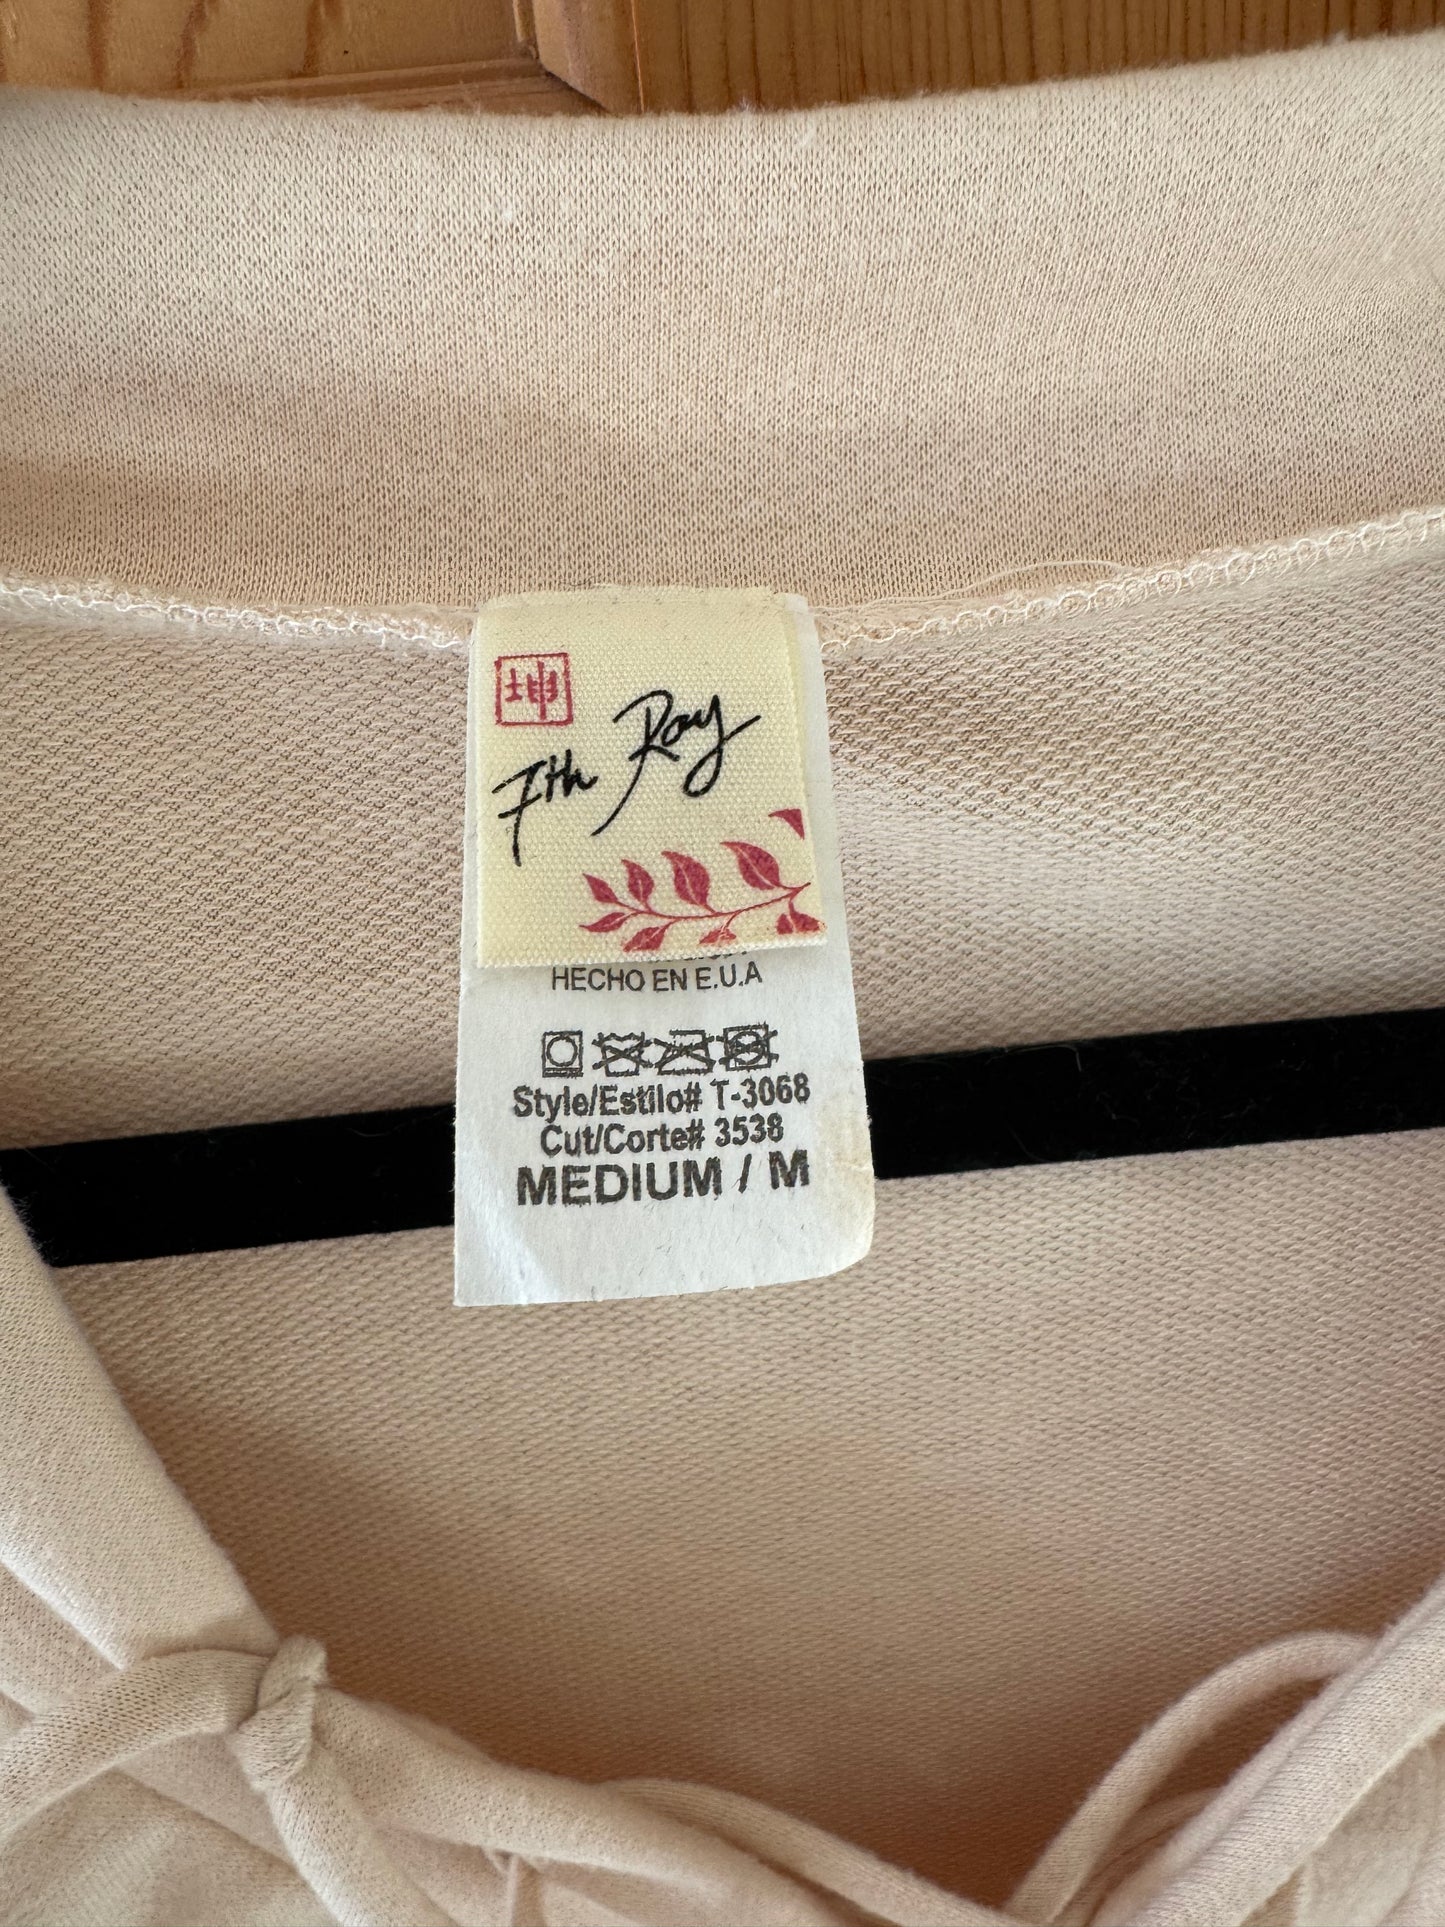 坤
7th Ray
HECHO EN E.U.A
Style/Estilo# T-3068
Cut/Corte# 3538
MEDIUM / M